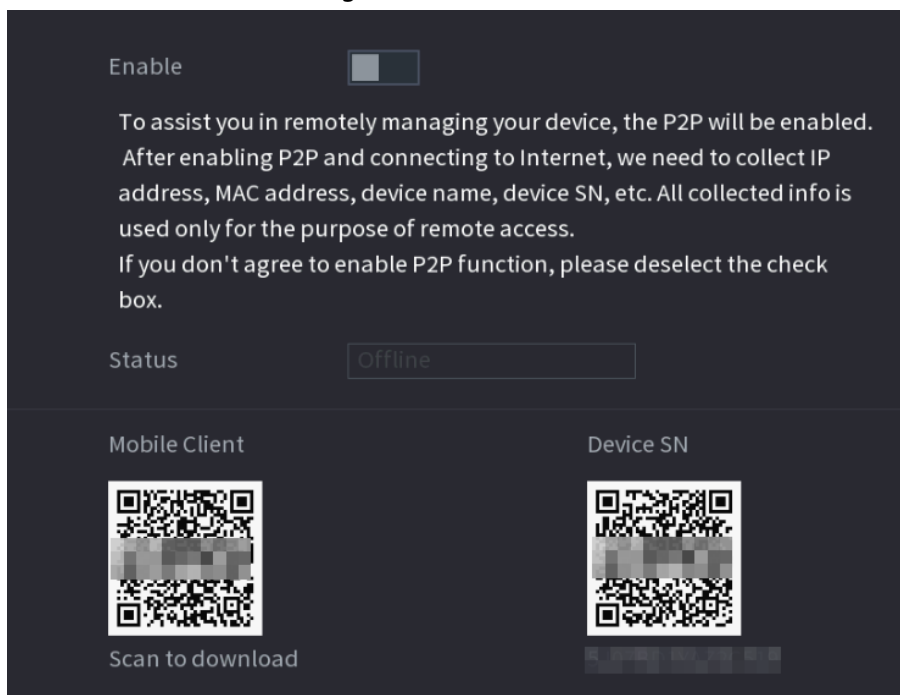 Enable
To assist you in remotely managing your device, the P2P will be enabled.
After enabling P2P and connecting to Internet, we need to collect IP
address, MAC address, device name, device SN, etc. All collected info is
used only for the purpose of remote access.
If you don't agree to enable P2P function, please deselect the check
box.
Status
Offline
Mobile Client
Device SN
Scan to download